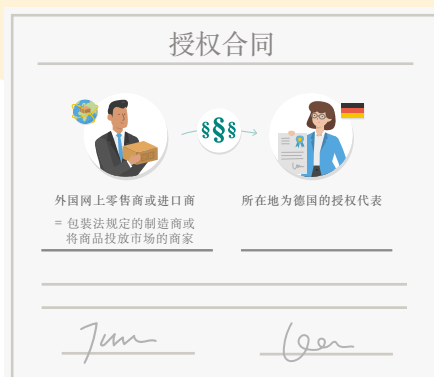 授权合同
§§§
外国网上零售商或进口商
所在地为德国的授权代表
= 包装法规定的制造商或
将商品投放市场的商家